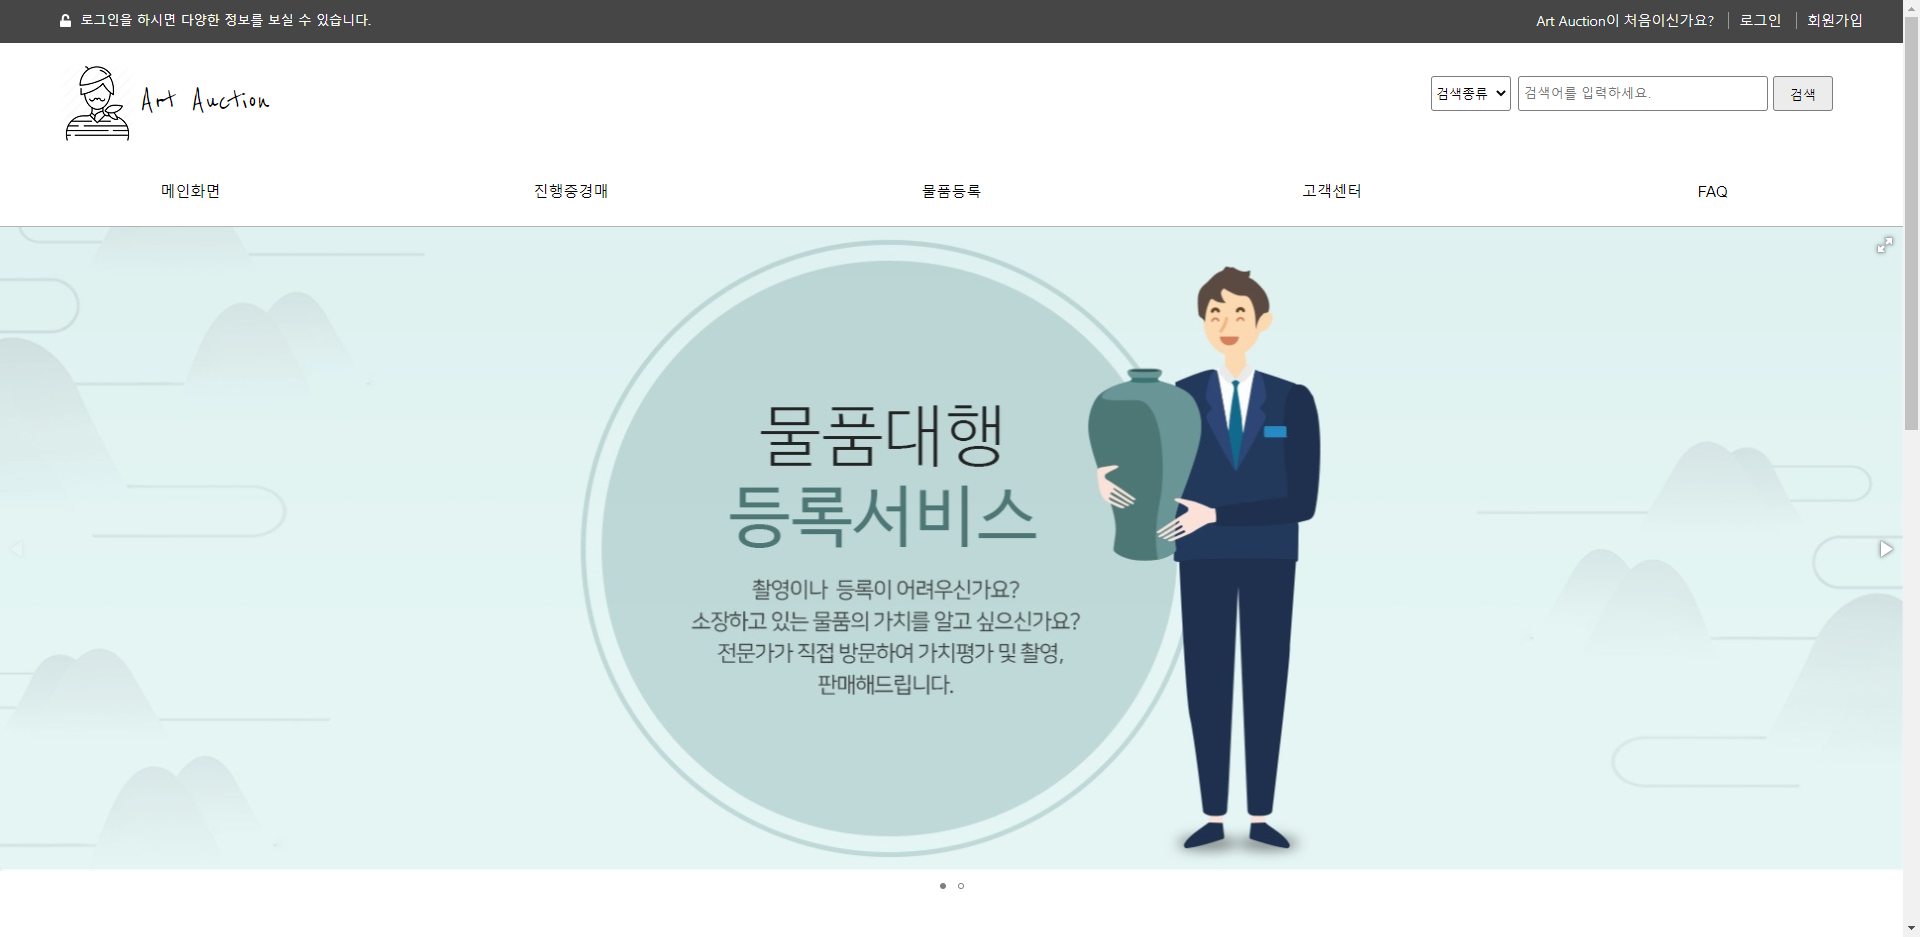 로그인을 하시면 다양한 정보를 보실 수 있습니다.
Art Auction이 처음이신가요?
로그인
회원가입
Art Auction
검색종류
검색어를 입력하세요.
검색
메인화면
진행중경매
물품등록
고객센터
FAQ
물품대행
등록서비스
촬영이나 등록이 어려우신가요?
소장하고 있는 물품의 가치를 알고 싶으신가요?
전문가가 직접 방문하여 가치평가 및 촬영,
판매해드립니다.